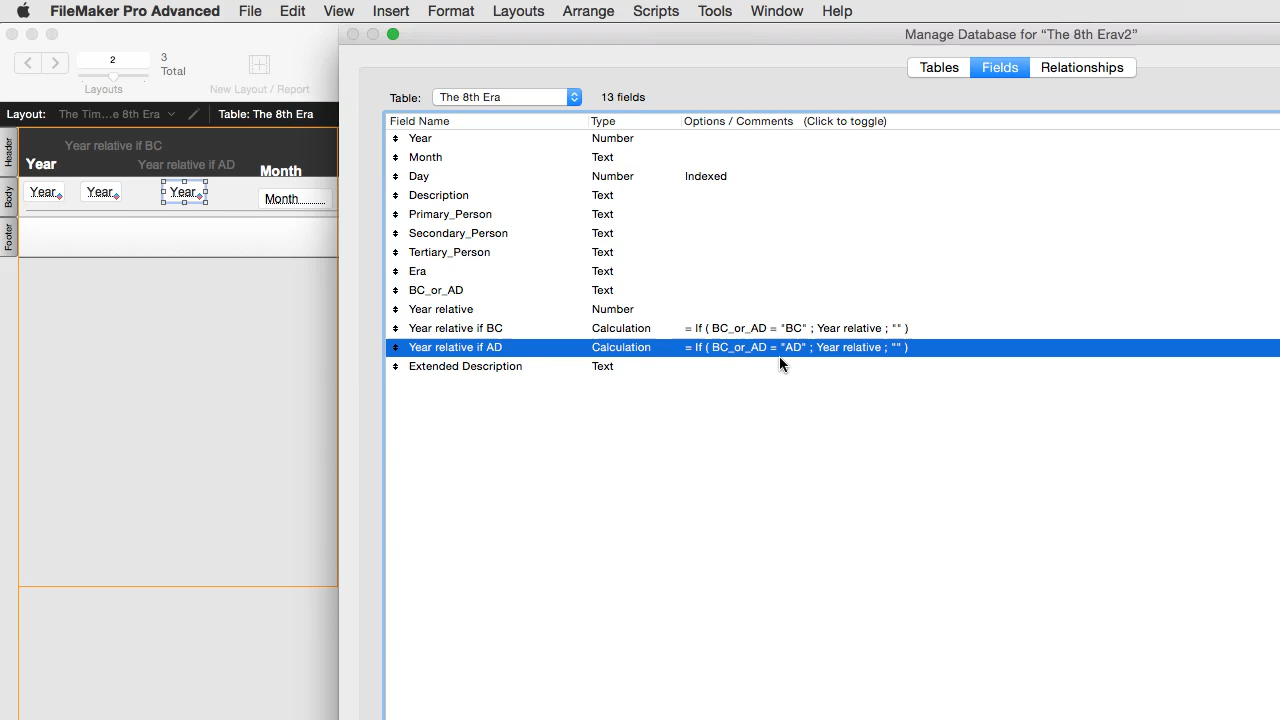 FileMaker Pro Advanced File Edit View Insert Format Layouts Arrange Scripts Tools Window Help
Manage Database for “The 8th Erav2”
2
3
Total
Layouts
New Layout / Report
Layout: The Tim...e 8th Era Table: The 8th Era
Header
Year relative if BC
Year relative if AD
Year
Month
Body
Year
Year
Year
Month
Footer
Tables Fields Relationships
Table: The 8th Era 13 fields
Field Name Type Options / Comments (Click to toggle)
Year Number
Month Text
Day Number Indexed
Description Text
Primary_Person Text
Secondary_Person Text
Tertiary_Person Text
Era Text
BC_or_AD Text
Year relative Number
Year relative if BC Calculation = If ( BC_or_AD = "BC" ; Year relative ; "" )
Year relative if AD Calculation = If ( BC_or_AD = "AD" ; Year relative ; "" )
Extended Description Text